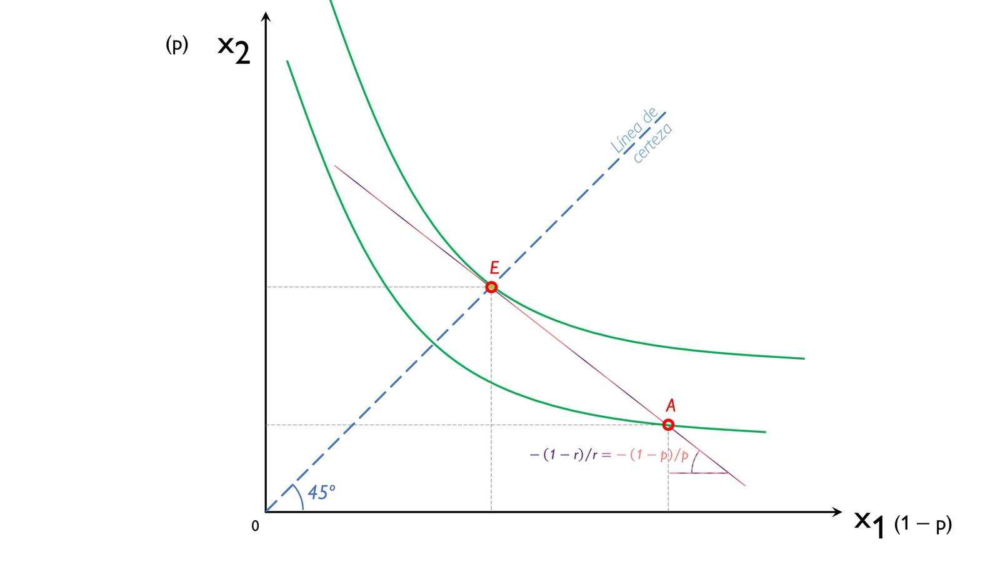 (p) x2
Línea de
certeza
E
A
− (1 − r)/r = − (1 − p)/p
45º
0
x1 (1 − p)